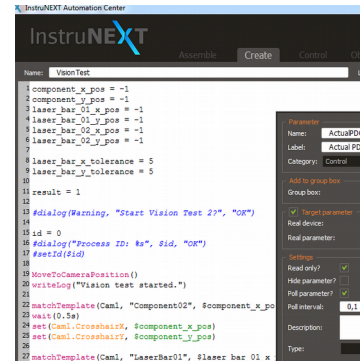 InstruNEXT Automation Center
InstruNEXT
Assemble Create Control
Name: VisionTest
1 component_x_pos = -1
2 component_y_pos = -1
3 laser_bar_01_x_pos = -1
4 laser_bar_01_y_pos = -1
5 laser_bar_02_x_pos = -1
6 laser_bar_02_y_pos = -1
7
8 laser_bar_x_tolerance = 5
9 laser_bar_y_tolerance = 5
10
11 result = 1
12
13 #dialog(Warning, "Start Vision Test 2?", "OK")
14
15 id = 0
16 #dialog("Process ID: %s", $id, "OK")
17 #setId($id)
18
19 MoveToCameraPosition()
20 writeLog("Vision test started.")
21
22 matchTemplate(Cam1, "Component02", $component_x_po
23 wait(0.5s)
24 set(Cam1.CrosshairX, $component_x_pos)
25 set(Cam1.CrosshairY, $component_y_pos)
26
27 matchTemplate(Cam1, "LaserBar01", $laser_bar_01_x
Parameter
Name: ActualPD
Label: Actual PD
Category: Control
Add to group box
Group box:
Target parameter
Real device:
Real parameter:
Settings
Read only?
Hide parameter?
Poll parameter?
Poll interval: 0,1
Description:
Type: